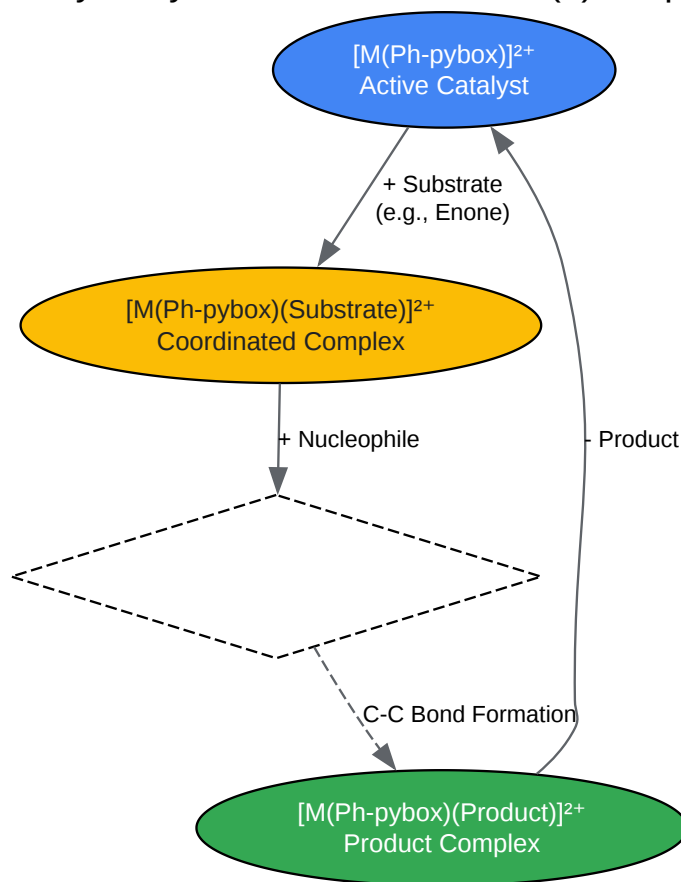 [M(Ph-pybox)]²⁺
Active Catalyst
+ Substrate
(e.g., Enone)
[M(Ph-pybox)(Substrate)]²⁺
Coordinated Complex
+ Nucleophile
- Product
C-C Bond Formation
[M(Ph-pybox)(Product)]²⁺
Product Complex